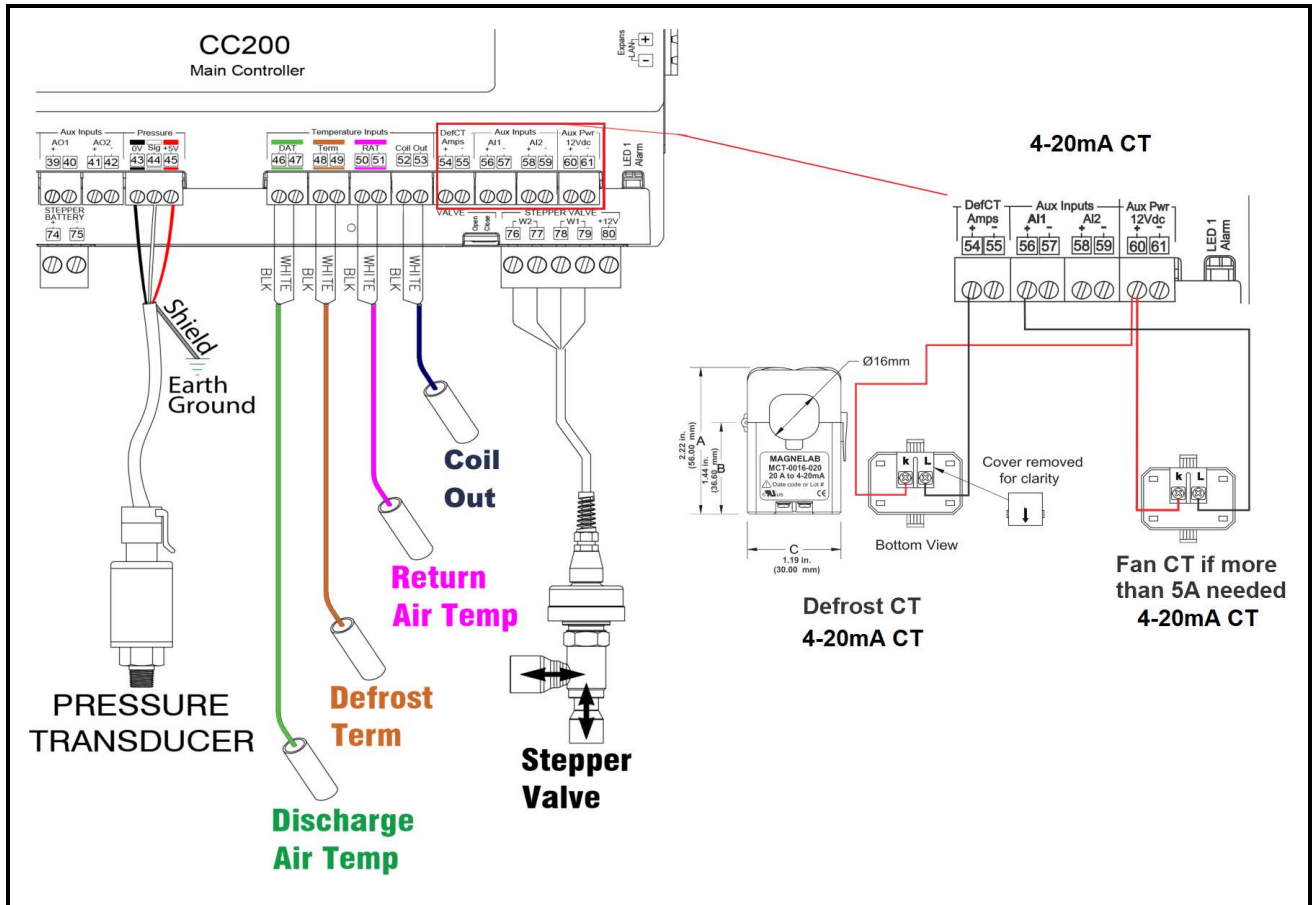 CC200
Main Controller
Expans
LAN
+
−
Aux Inputs
AO1
AO2
+ -
39 40
41 42
Pressure
0V Sig +5V
43 44 45
Temperature Inputs
DAT
46 47
Term
48 49
RAT
50 51
Coil Out
52 53
DefCT
Amps
+ -
54 55
Aux Inputs
AI1
+ -
56 57
AI2
+ -
58 59
Aux Pwr
12Vdc
+ -
60 61
LED 1
Alarm
STEPPER
BATTERY
+ -
74 75
VALVE
Open
Close
STEPPER VALVE
W2
W1
+12V
76 77 78 79 80
BLK WHITE
BLK WHITE
BLK WHITE
BLK WHITE
Shield
Earth
Ground
PRESSURE
TRANSDUCER
Coil
Out
Return
Air Temp
Defrost
Term
Discharge
Air Temp
Stepper
Valve
4-20mA CT
DefCT
Amps
+ -
54 55
Aux Inputs
AI1
+ -
56 57
AI2
+ -
58 59
Aux Pwr
12Vdc
+ -
60 61
LED 1
Alarm
Ø16mm
A
2.22 in.
(56.00 mm)
B
1.44 in.
(36.60 mm)
MAGNELAB
MCT-0016-020
20 A to 4-20mA
Date code or Lot #
C
1.19 in.
(30.00 mm)
k L
Bottom View
Cover removed
for clarity
k L
Defrost CT
4-20mA CT
Fan CT if more
than 5A needed
4-20mA CT